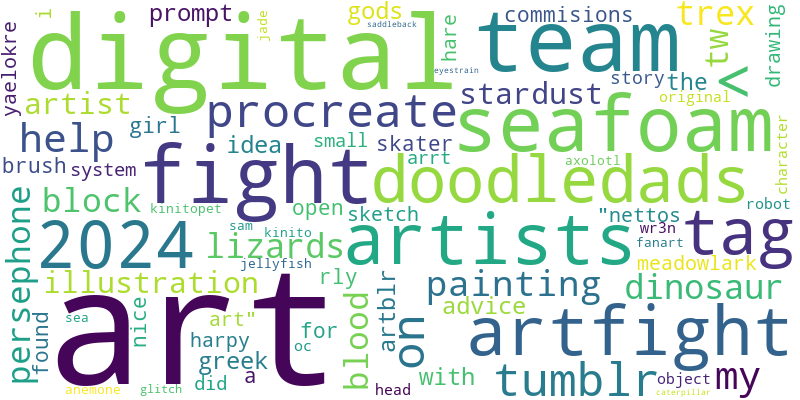 prompt
gods
saddleback
commisions
trex
i
digital
jade
hare
team
tw
drawing
yaelokre
eyestrain
story
the
<
artist
procreate
stardust
original
help
girl
idea
small
skater
seafoam
brush
system
fight
arrt
axolotl
character
block
kinitopet
open
doodledads
robot
persephone
2024
sam
kinito
sketch
"nettos
wr3n
tag
lizards
artists
fanart
jellyfish
meadowlark
illustration
rly
artblr
painting
dinosaur
found
sea
nice
art
art"
for
blood
advice
on
artfight
harpy
oc
greek
did
a
with
tumblr
object
my
anemone
glitch
head
caterpillar